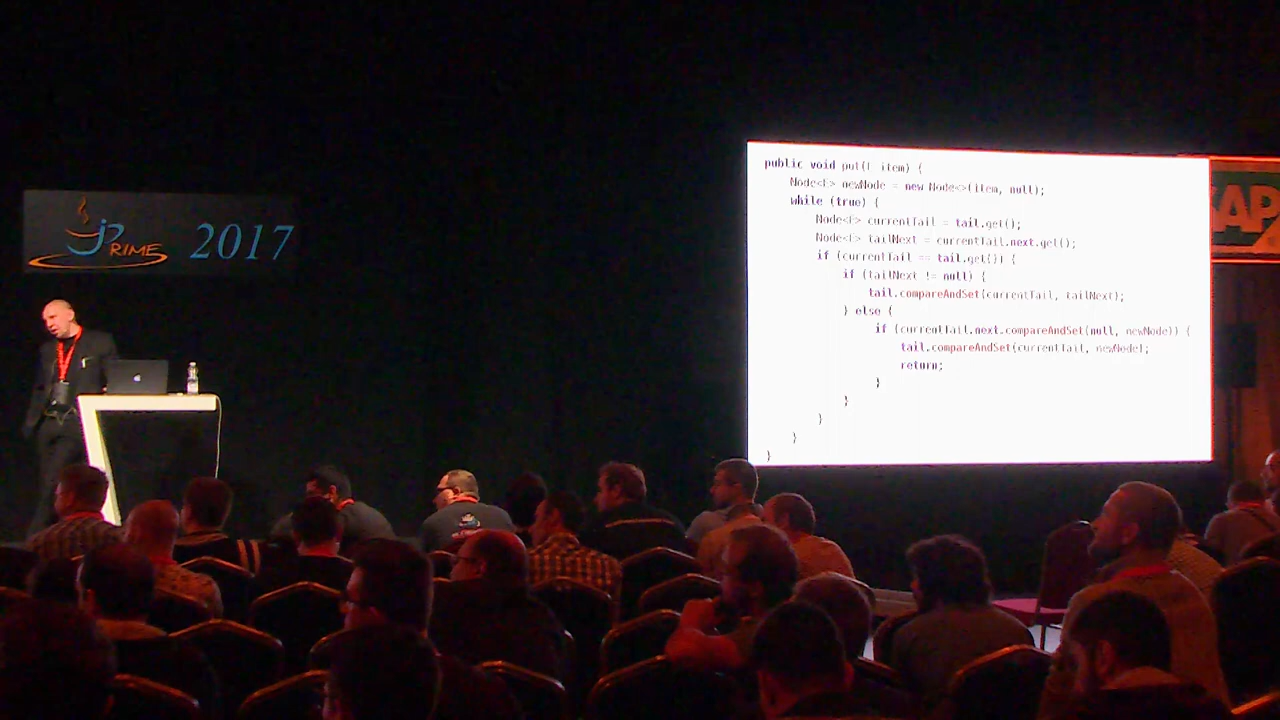 JPRIME 2017
SAP
public void put(E item) {
Node<E> newNode = new Node<>(item, null);
while (true) {
Node<E> currentTail = tail.get();
Node<E> tailNext = currentTail.next.get();
if (currentTail == tail.get()) {
if (tailNext != null) {
tail.compareAndSet(currentTail, tailNext);
} else {
if (currentTail.next.compareAndSet(null, newNode)) {
tail.compareAndSet(currentTail, newNode);
return;
}
}
}
}
}